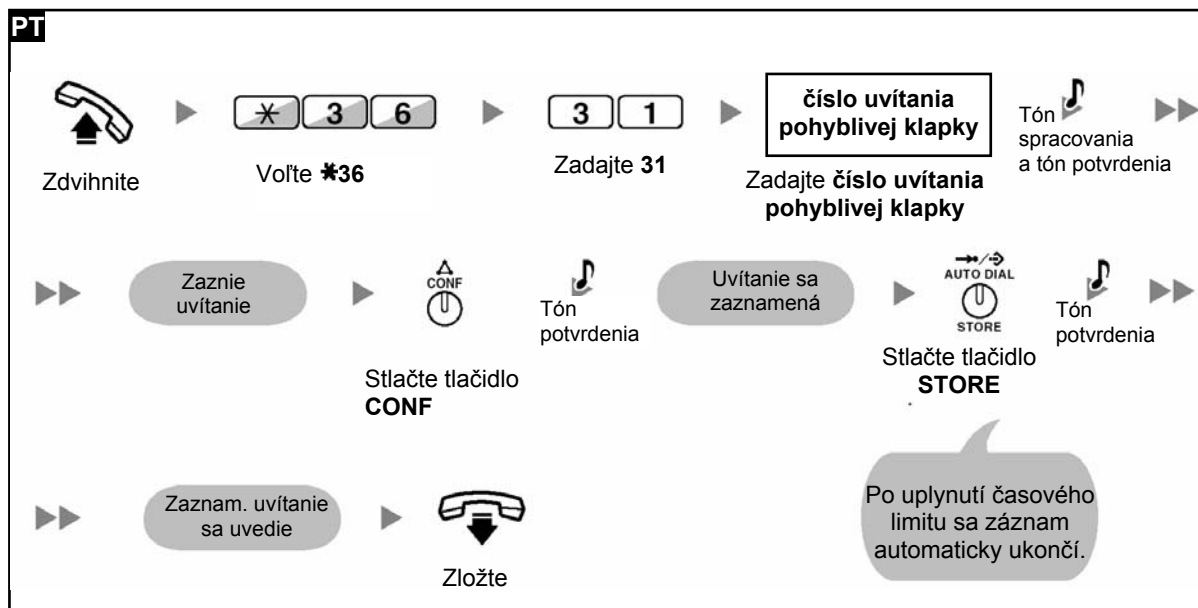 PT
* 3 6
3 1
číslo uvítania
pohyblivej klapky
Tón
spracovania
a tón potvrdenia
Zdvihnite
Voľte *36
Zadajte 31
Zadajte číslo uvítania
pohyblivej klapky
Zaznie
uvítanie
CONF
Tón
potvrdenia
Stlačte tlačidlo
CONF
Uvítanie sa
zaznamená
AUTO DIAL
STORE
Tón
potvrdenia
Stlačte tlačidlo
STORE
Po uplynutí časového
limitu sa záznam
automaticky ukončí.
Zaznam. uvítanie
sa uvedie
Zložte